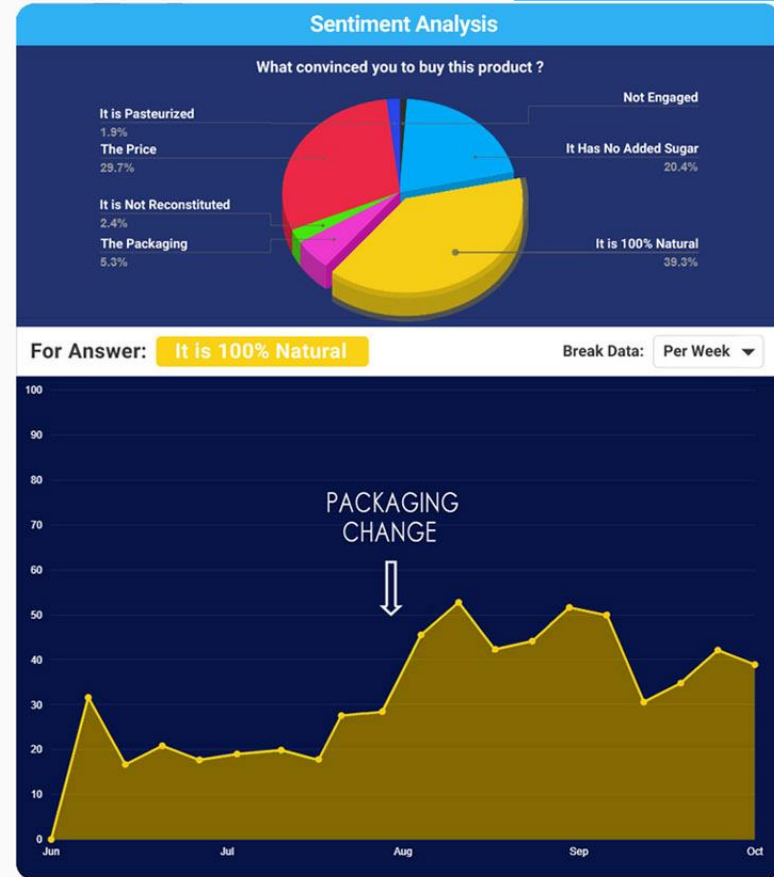 Sentiment Analysis
What convinced you to buy this product ?
It is Pasteurized
1.9%
The Price
29.7%
It is Not Reconstituted
2.4%
The Packaging
5.3%
Not Engaged
It Has No Added Sugar
20.4%
It is 100% Natural
39.3%
For Answer: It is 100% Natural
Break Data: Per Week
100
90
80
70
60
50
40
30
20
10
0
PACKAGING
CHANGE
Jun Jul Aug Sep Oct